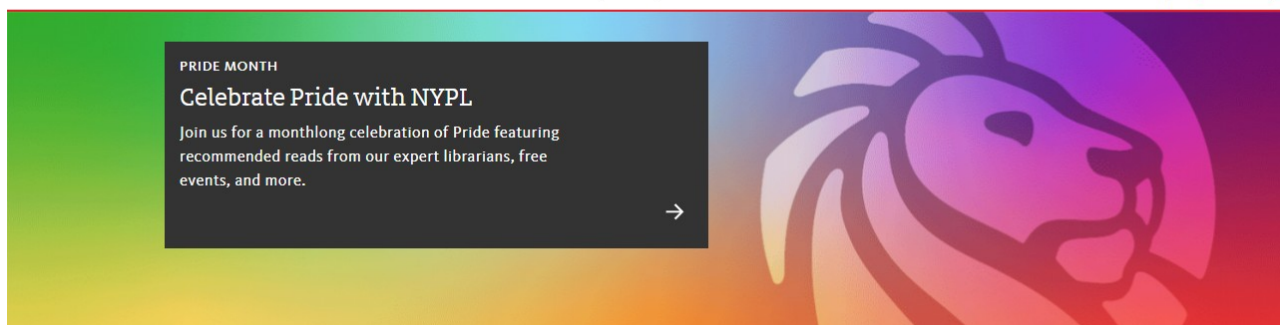 PRIDE MONTH
Celebrate Pride with NYPL
Join us for a monthlong celebration of Pride featuring
recommended reads from our expert librarians, free
events, and more.